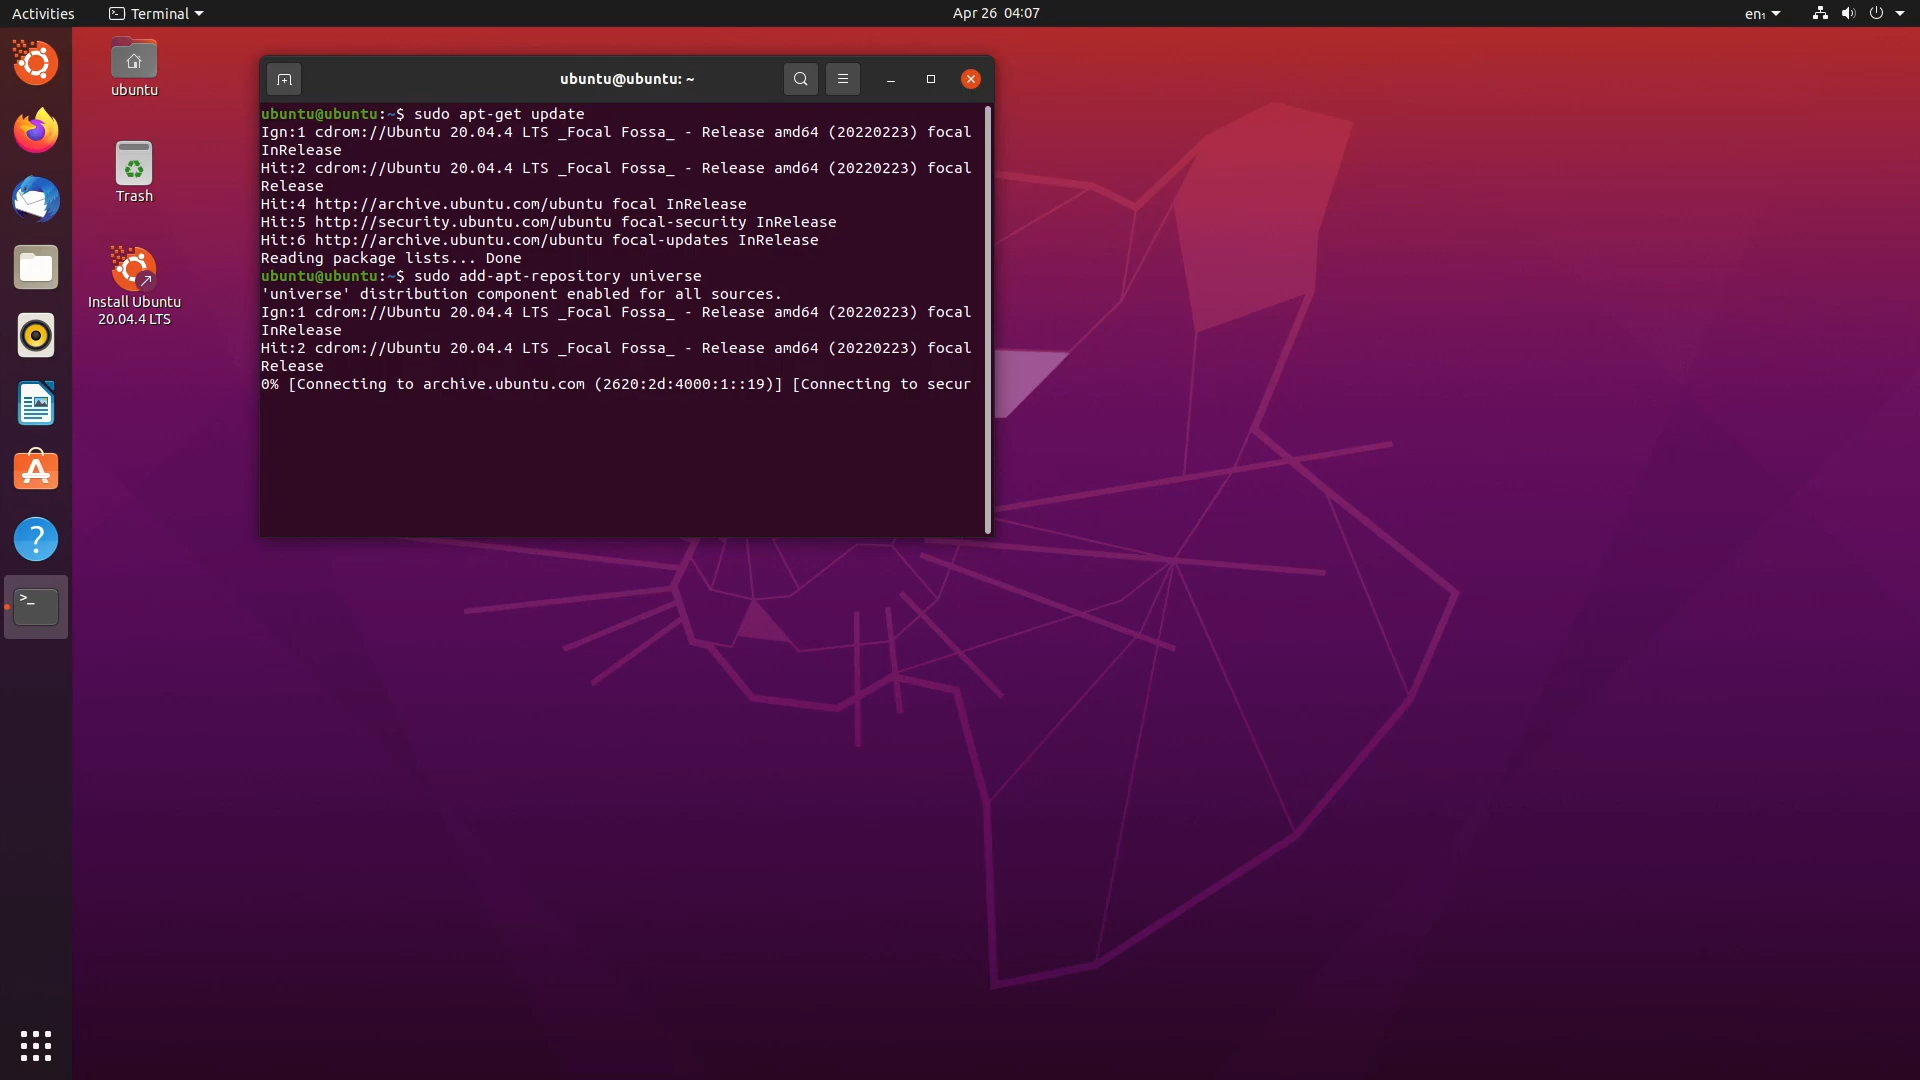 Activities
Terminal
Apr 26 04:07
en₁
ubuntu
Trash
Install Ubuntu
20.04.4 LTS
ubuntu@ubuntu: ~
ubuntu@ubuntu:~$ sudo apt-get update
Ign:1 cdrom://Ubuntu 20.04.4 LTS _Focal Fossa_ - Release amd64 (20220223) focal
InRelease
Hit:2 cdrom://Ubuntu 20.04.4 LTS _Focal Fossa_ - Release amd64 (20220223) focal
Release
Hit:4 http://archive.ubuntu.com/ubuntu focal InRelease
Hit:5 http://security.ubuntu.com/ubuntu focal-security InRelease
Hit:6 http://archive.ubuntu.com/ubuntu focal-updates InRelease
Reading package lists... Done
ubuntu@ubuntu:~$ sudo add-apt-repository universe
'universe' distribution component enabled for all sources.
Ign:1 cdrom://Ubuntu 20.04.4 LTS _Focal Fossa_ - Release amd64 (20220223) focal
InRelease
Hit:2 cdrom://Ubuntu 20.04.4 LTS _Focal Fossa_ - Release amd64 (20220223) focal
Release
0% [Connecting to archive.ubuntu.com (2620:2d:4000:1::19)] [Connecting to secur